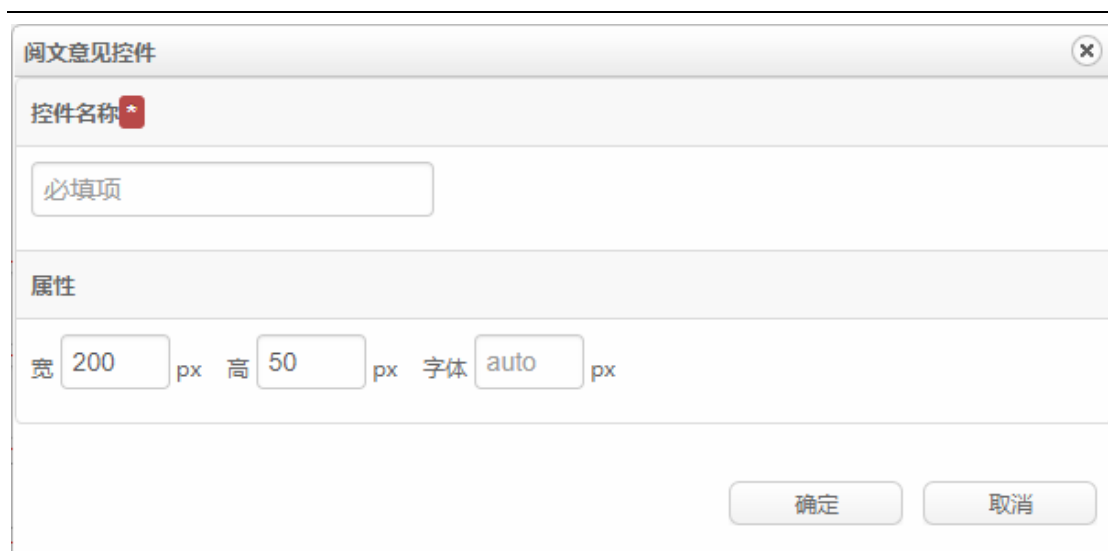 阅文意见控件
控件名称*
必填项
属性
宽 200 px 高 50 px 字体 auto px
确定 取消